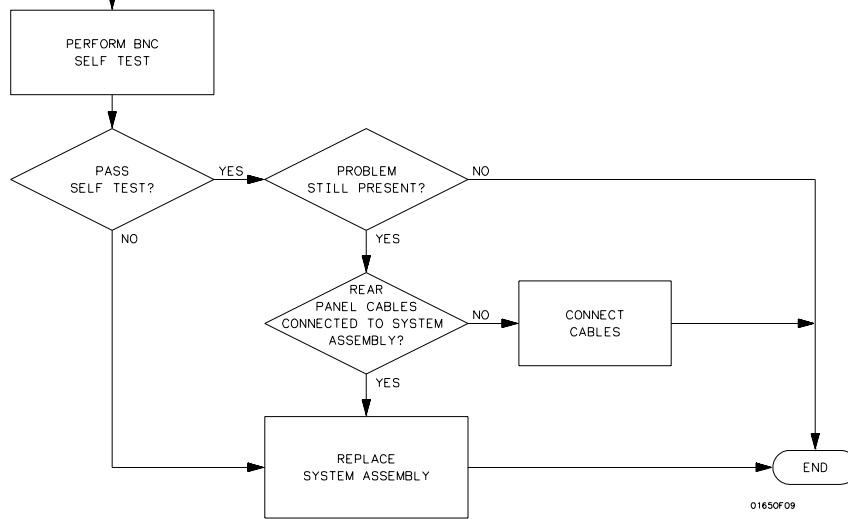 PERFORM BNC
SELF TEST
PASS
SELF TEST?
YES
PROBLEM
STILL PRESENT?
NO
NO
YES
REAR
PANEL CABLES
CONNECTED TO SYSTEM
ASSEMBLY?
NO
CONNECT
CABLES
YES
REPLACE
SYSTEM ASSEMBLY
END
01650F09